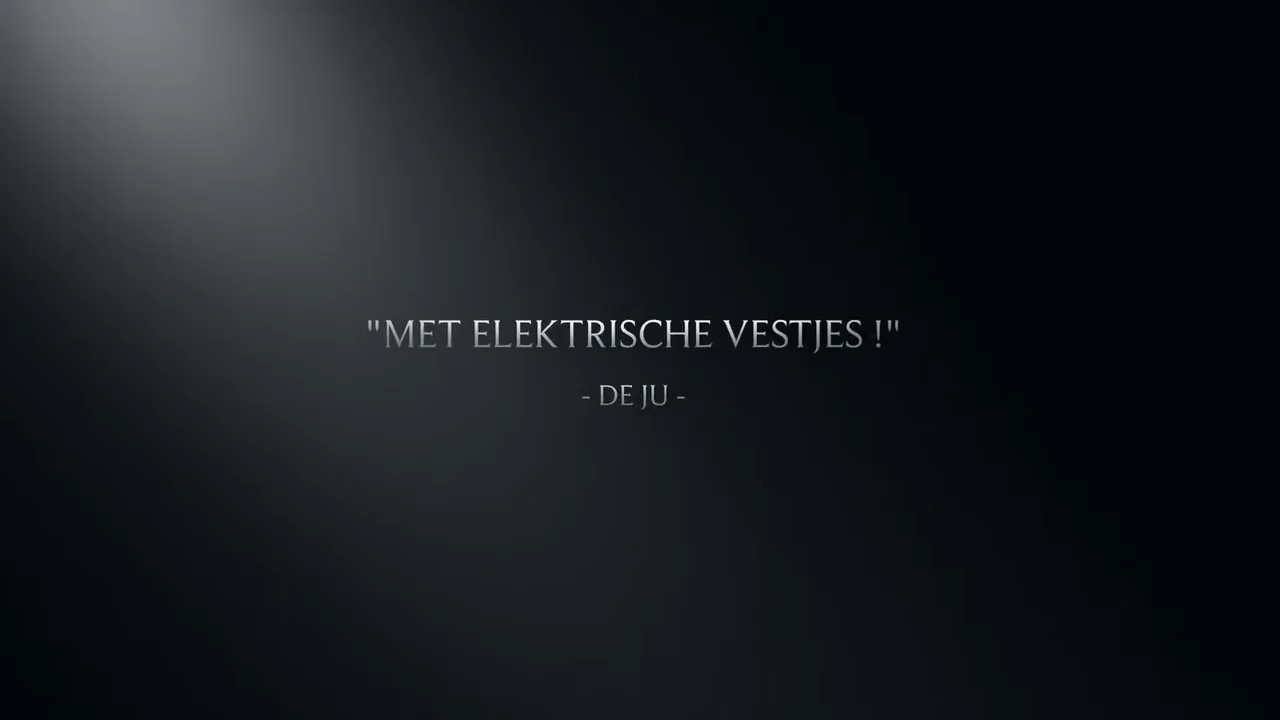 "MET ELEKTRISCHE VESTJES !"
- DE JU -